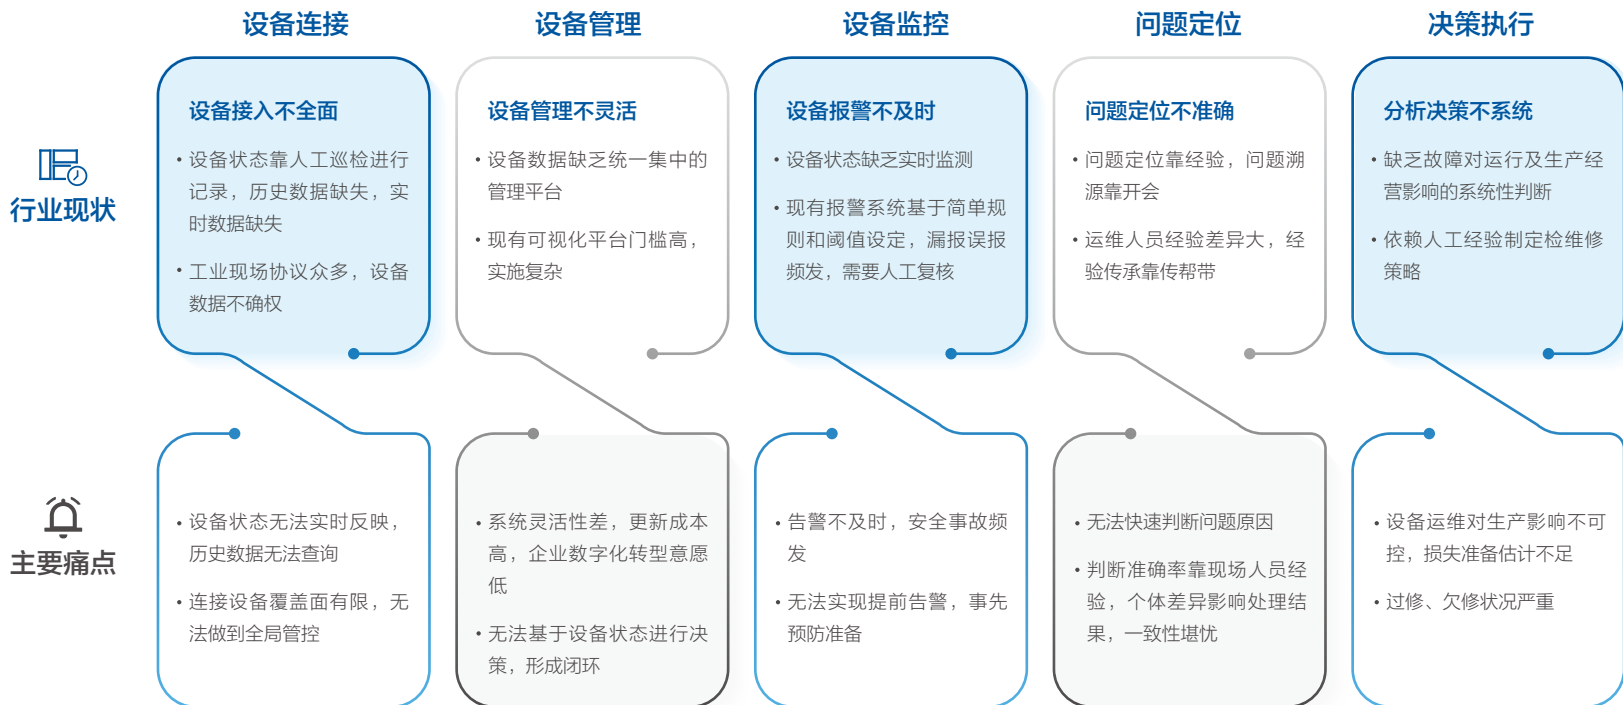 设备连接
设备管理
设备监控
问题定位
决策执行
行业现状
设备接入不全面
• 设备状态靠人工巡检进行
记录，历史数据缺失，实
时数据缺失
• 工业现场协议众多，设备
数据不确权
设备管理不灵活
• 设备数据缺乏统一集中的
管理平台
• 现有可视化平台门槛高，
实施复杂
设备报警不及时
• 设备状态缺乏实时监测
• 现有报警系统基于简单规
则和阈值设定，漏报误报
频发，需要人工复核
问题定位不准确
• 问题定位靠经验，问题溯
源靠开会
• 运维人员经验差异大，经
验传承靠传帮带
分析决策不系统
• 缺乏故障对运行及生产经
营影响的系统性判断
• 依赖人工经验制定检维修
策略
主要痛点
• 设备状态无法实时反映，
历史数据无法查询
• 连接设备覆盖面有限，无
法做到全局管控
• 系统灵活性差，更新成本
高，企业数字化转型意愿
低
• 无法基于设备状态进行决
策，形成闭环
• 告警不及时，安全事故频
发
• 无法实现提前告警，事先
预防准备
• 无法快速判断问题原因
• 判断准确率靠现场人员经
验，个体差异影响处理结
果，一致性堪忧
• 设备运维对生产影响不可
控，损失准备估计不足
• 过修、欠修状况严重